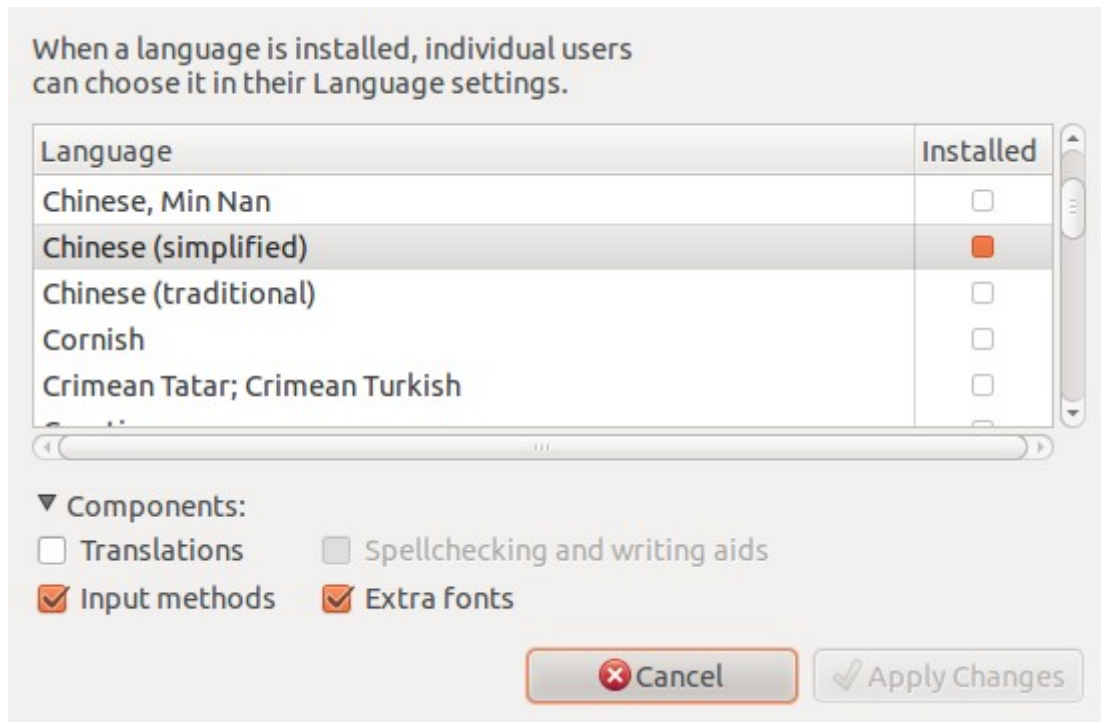 When a language is installed, individual users
can choose it in their Language settings.
Language Installed
Chinese, Min Nan
Chinese (simplified)
Chinese (traditional)
Cornish
Crimean Tatar; Crimean Turkish
Components:
Translations Spellchecking and writing aids
Input methods Extra fonts
Cancel Apply Changes